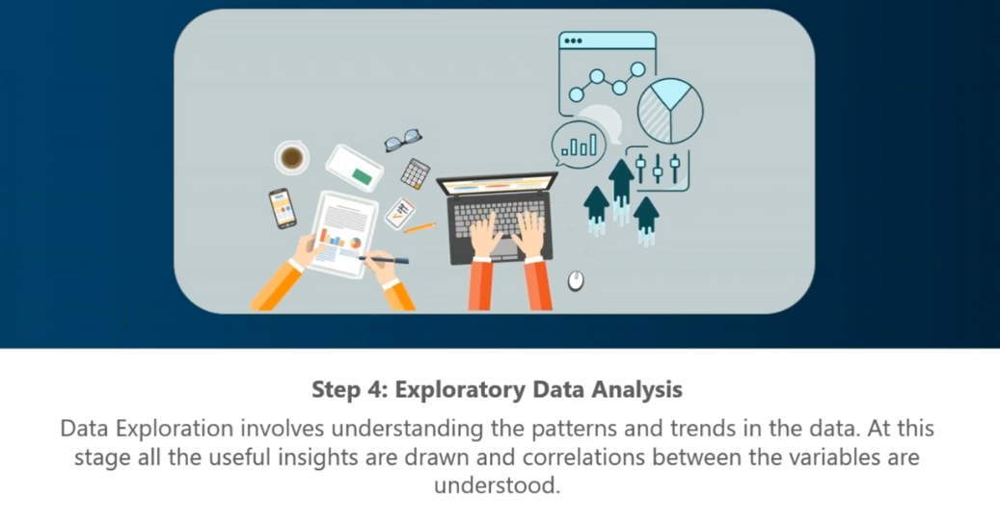 Step 4: Exploratory Data Analysis
Data Exploration involves understanding the patterns and trends in the data. At this
stage all the useful insights are drawn and correlations between the variables are
understood.